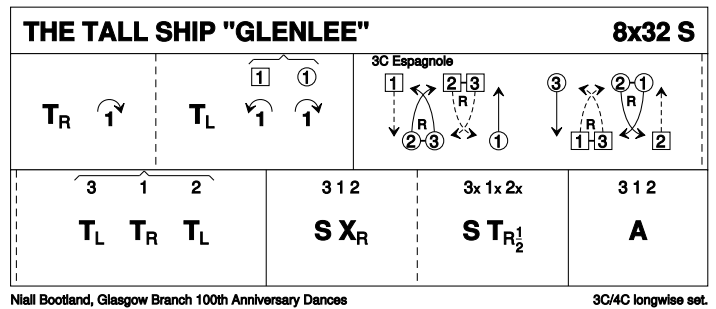 THE TALL SHIP "GLENLEE" 8x32 S
3C Espagnole
1 1 1 2 3 3 2 1
TR 1 TL 1 1 R R R R
2 3 1 1 3 2
3 1 2 3 1 2 3x 1x 2x 3 1 2
TL TR TL S XR S TR½ A
Niall Bootland, Glasgow Branch 100th Anniversary Dances 3C/4C longwise set.